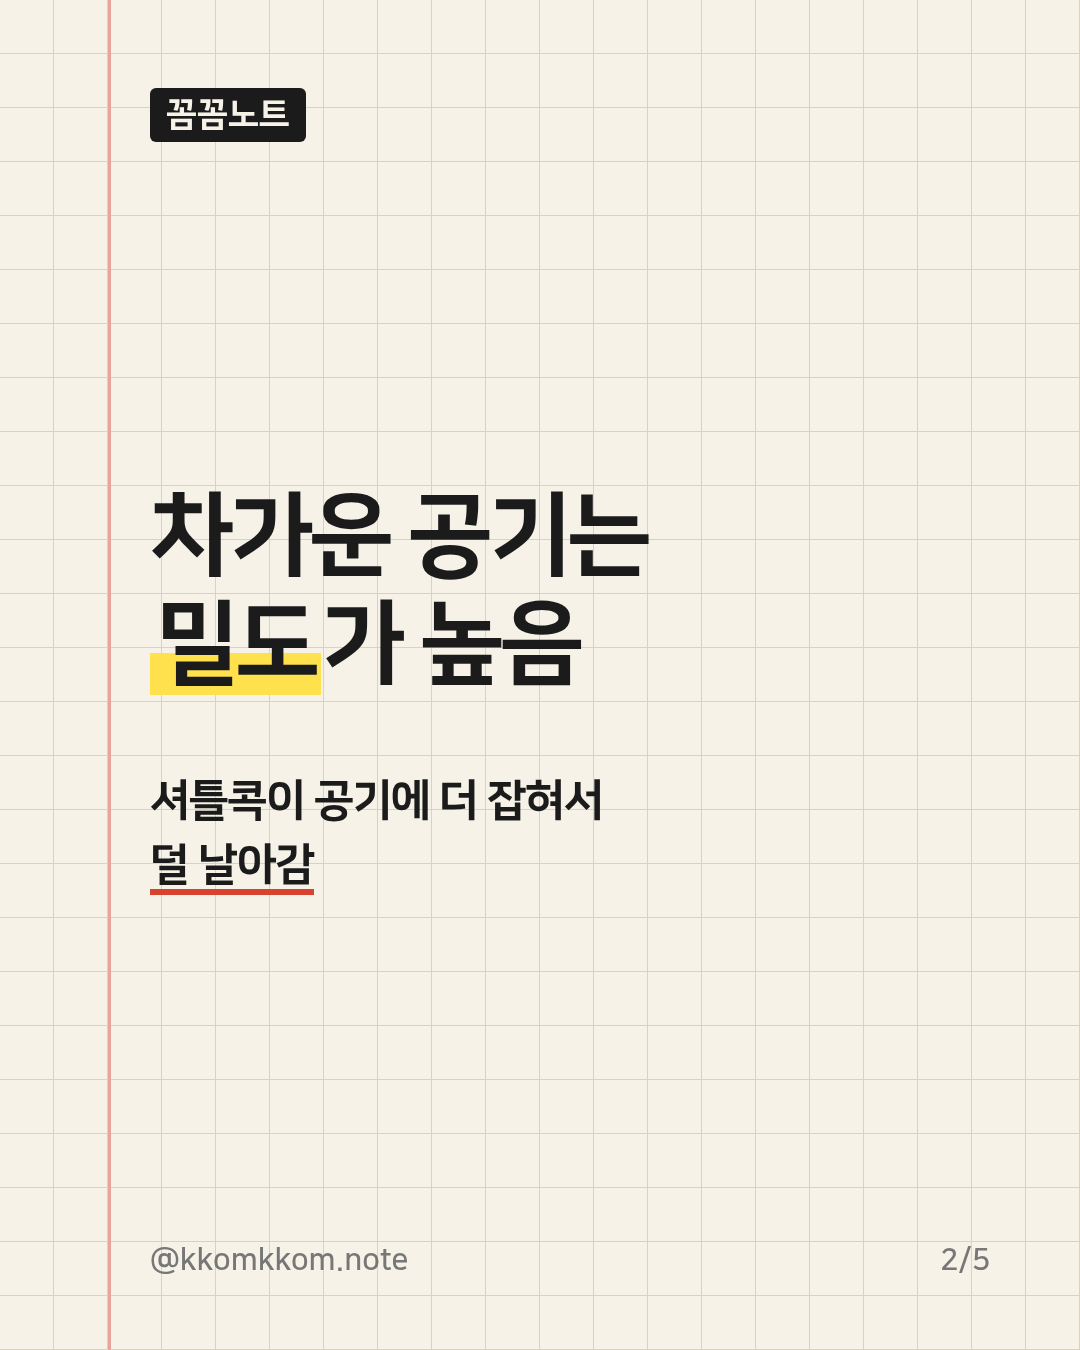 꼼꼼노트
차가운 공기는
밀도가 높음
셔틀콕이 공기에 더 잡혀서
덜 날아감
@kkomkkom.note
2/5